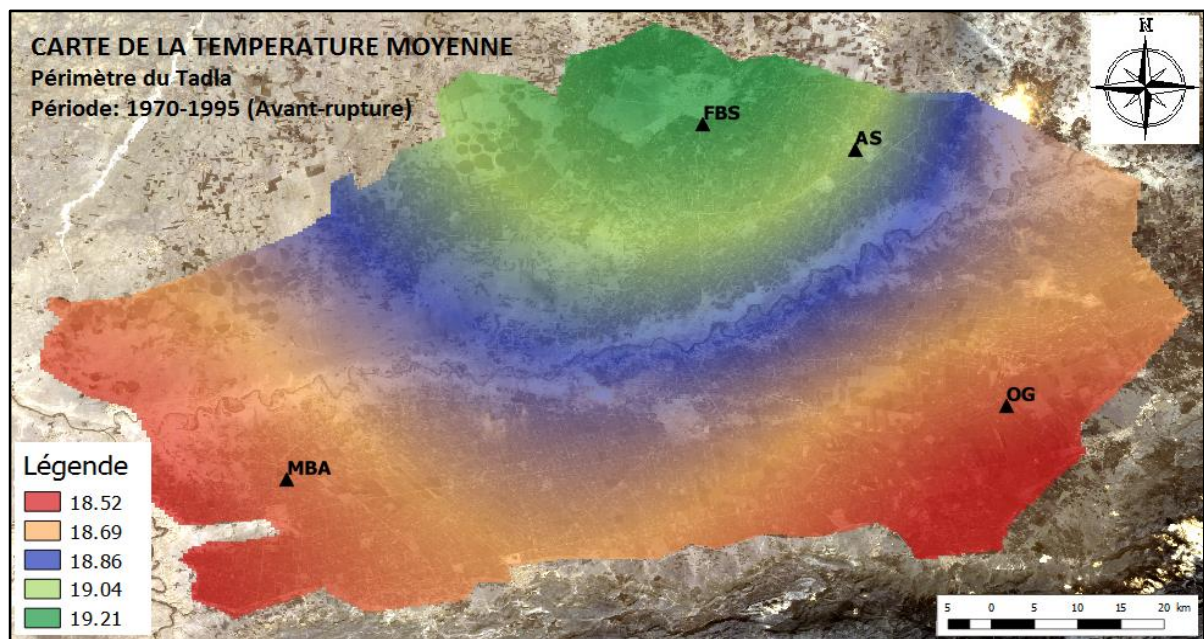 CARTE DE LA TEMPERATURE MOYENNE
Périmètre du Tadla
Période: 1970-1995 (Avant-rupture)
N
FBS
AS
OG
MBA
Légende
18.52
18.69
18.86
19.04
19.21
5 0 5 10 15 20 km